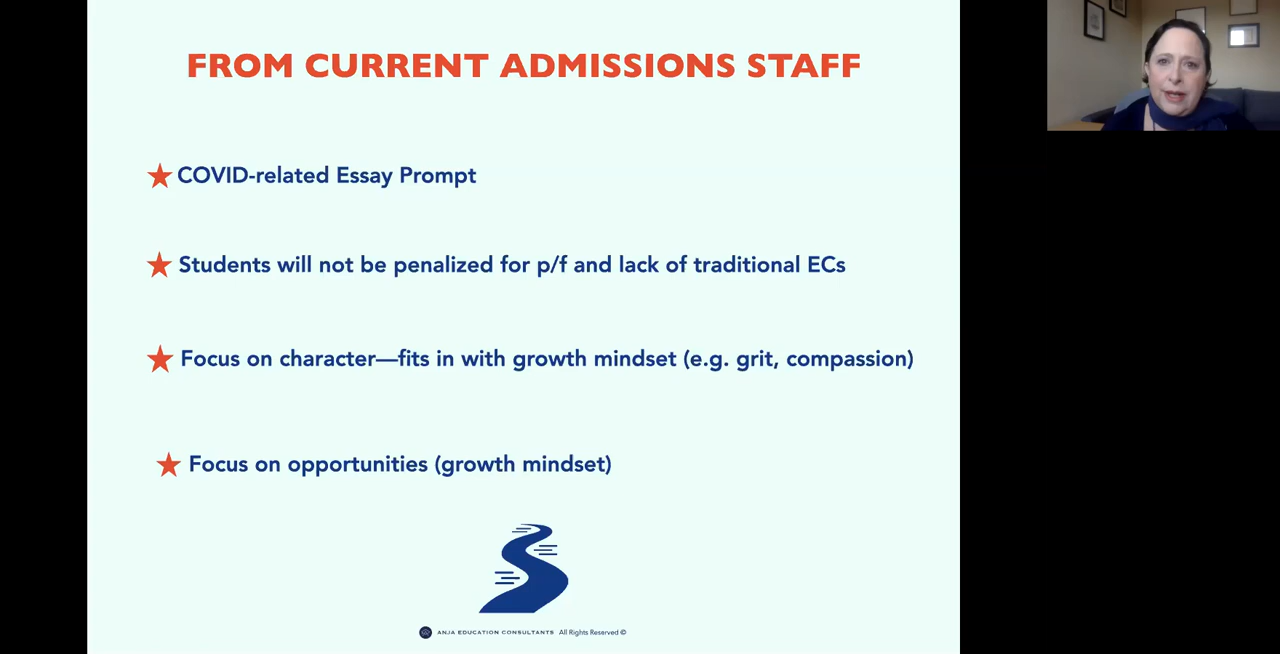 FROM CURRENT ADMISSIONS STAFF
COVID-related Essay Prompt
Students will not be penalized for p/f and lack of traditional ECs
Focus on character—fits in with growth mindset (e.g. grit, compassion)
Focus on opportunities (growth mindset)
ANJA EDUCATION CONSULTANTS All Rights Reserved ©